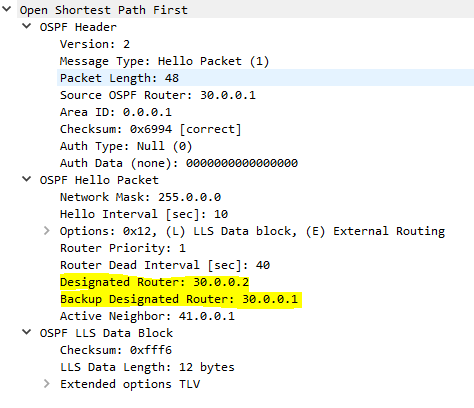 Open Shortest Path First
OSPF Header
Version: 2
Message Type: Hello Packet (1)
Packet Length: 48
Source OSPF Router: 30.0.0.1
Area ID: 0.0.0.1
Checksum: 0x6994 [correct]
Auth Type: Null (0)
Auth Data (none): 0000000000000000
OSPF Hello Packet
Network Mask: 255.0.0.0
Hello Interval [sec]: 10
Options: 0x12, (L) LLS Data block, (E) External Routing
Router Priority: 1
Router Dead Interval [sec]: 40
Designated Router: 30.0.0.2
Backup Designated Router: 30.0.0.1
Active Neighbor: 41.0.0.1
OSPF LLS Data Block
Checksum: 0xfff6
LLS Data Length: 12 bytes
Extended options TLV